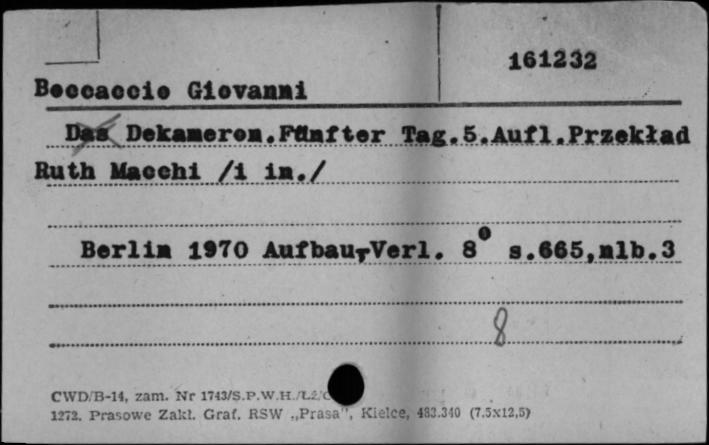 161232
Boccaccio Giovanni
Das Dekameron.Fünfter Tag.5.Aufl.Przekład
Ruth Macchi /i in./
Berlin 1970 Aufbau-Verl. 8° s.665,nlb.3
8
CWD/B-14, zam. Nr 1743/S.P.W.H./Łż/
1272. Prasowe Zakł. Graf. RSW „Prasa", Kielce, 483.340 (7,5x12,5)